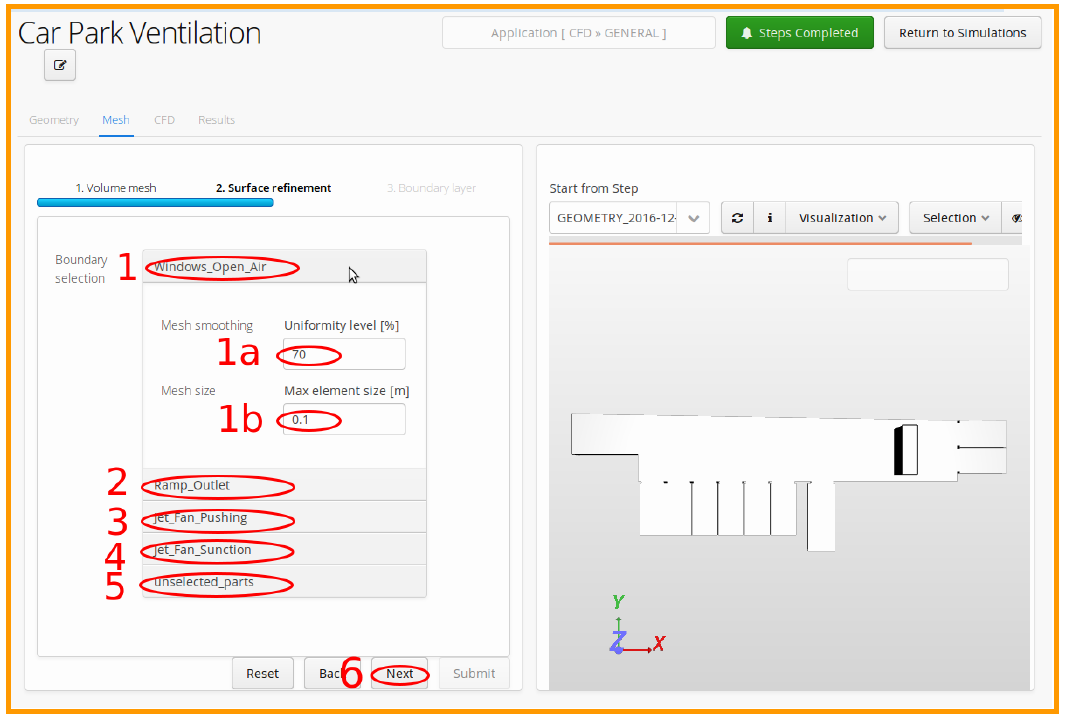 Car Park Ventilation
Application [ CFD » GENERAL ]
Steps Completed
Return to Simulations
Geometry Mesh CFD Results
1. Volume mesh 2. Surface refinement 3. Boundary layer
Boundary selection
1 Windows_Open_Air
Mesh smoothing Uniformity level [%]
1a 70
Mesh size Max element size [m]
1b 0.1
2 Ramp_Outlet
3 Jet_Fan_Pushing
4 Jet_Fan_Sunction
5 unselected_parts
Reset Back 6 Next Submit
Start from Step
GEOMETRY_2016-12- i Visualization Selection
Y
Z X